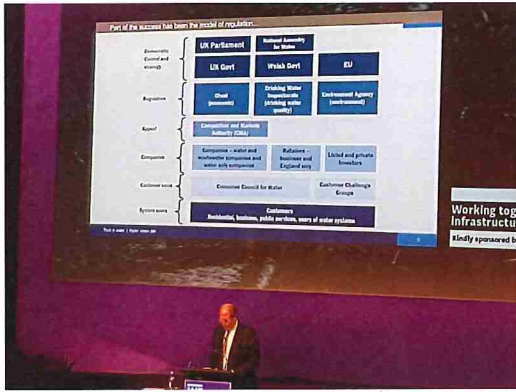 Part of the success has been the model of regulation...
Democratic
Control and
strategy
UK Parliament
National Assembly
for Wales
UK Govt
Welsh Govt
EU
Regulation
Ofwat
(economic)
Drinking Water
Inspectorate
(drinking water
quality)
Environment Agency
(environment)
Appeal
Competition and Markets
Authority (CMA)
Companies
Companies – water and
wastewater companies and
water only companies
Retailers –
business and
England only
Listed and private
Investors
Customer voice
Consumer Council for Water
Customer Challenge
Groups
System users
Customers
Residential, business, public services, users of water systems
Trust in water
Working tog
infrastructu
Kindly sponsored b